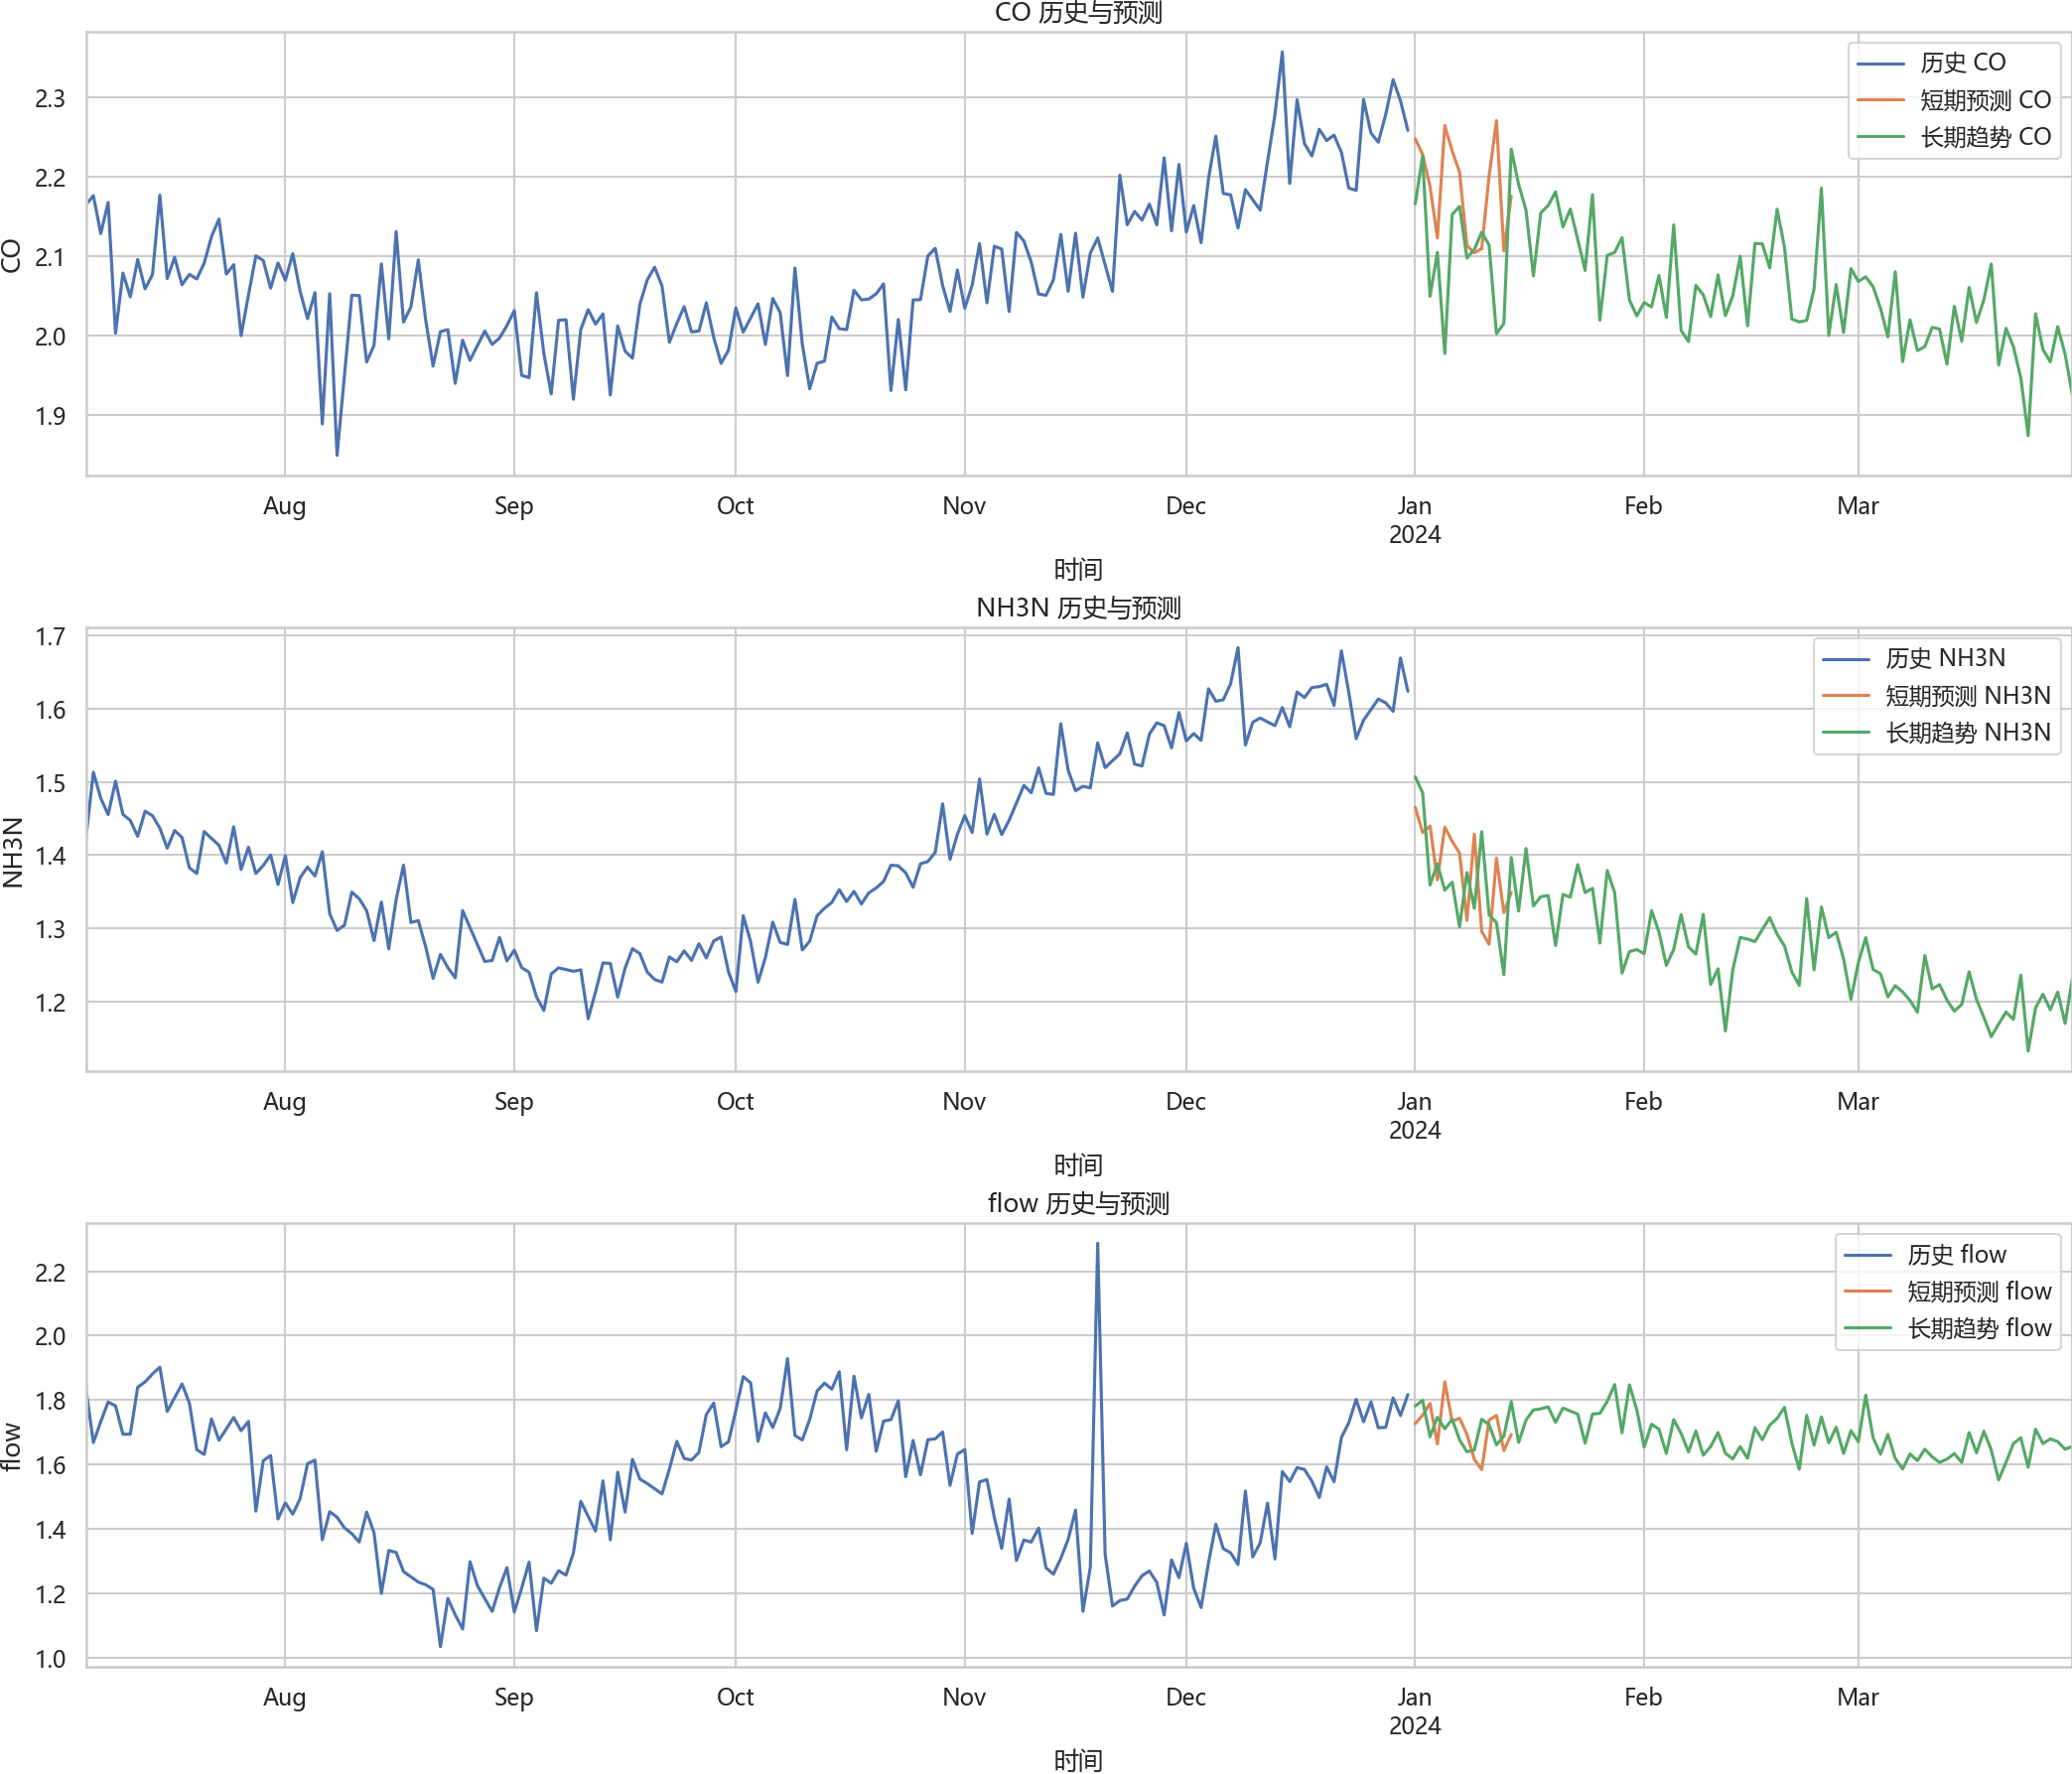 CO 历史与预测
历史 CO
短期预测 CO
长期趋势 CO
CO
2.3
2.2
2.1
2.0
1.9
Aug Sep Oct Nov Dec Jan Feb Mar
2024
时间
NH3N 历史与预测
历史 NH3N
短期预测 NH3N
长期趋势 NH3N
NH3N
1.7
1.6
1.5
1.4
1.3
1.2
Aug Sep Oct Nov Dec Jan Feb Mar
2024
时间
flow 历史与预测
历史 flow
短期预测 flow
长期趋势 flow
flow
2.2
2.0
1.8
1.6
1.4
1.2
1.0
Aug Sep Oct Nov Dec Jan Feb Mar
2024
时间